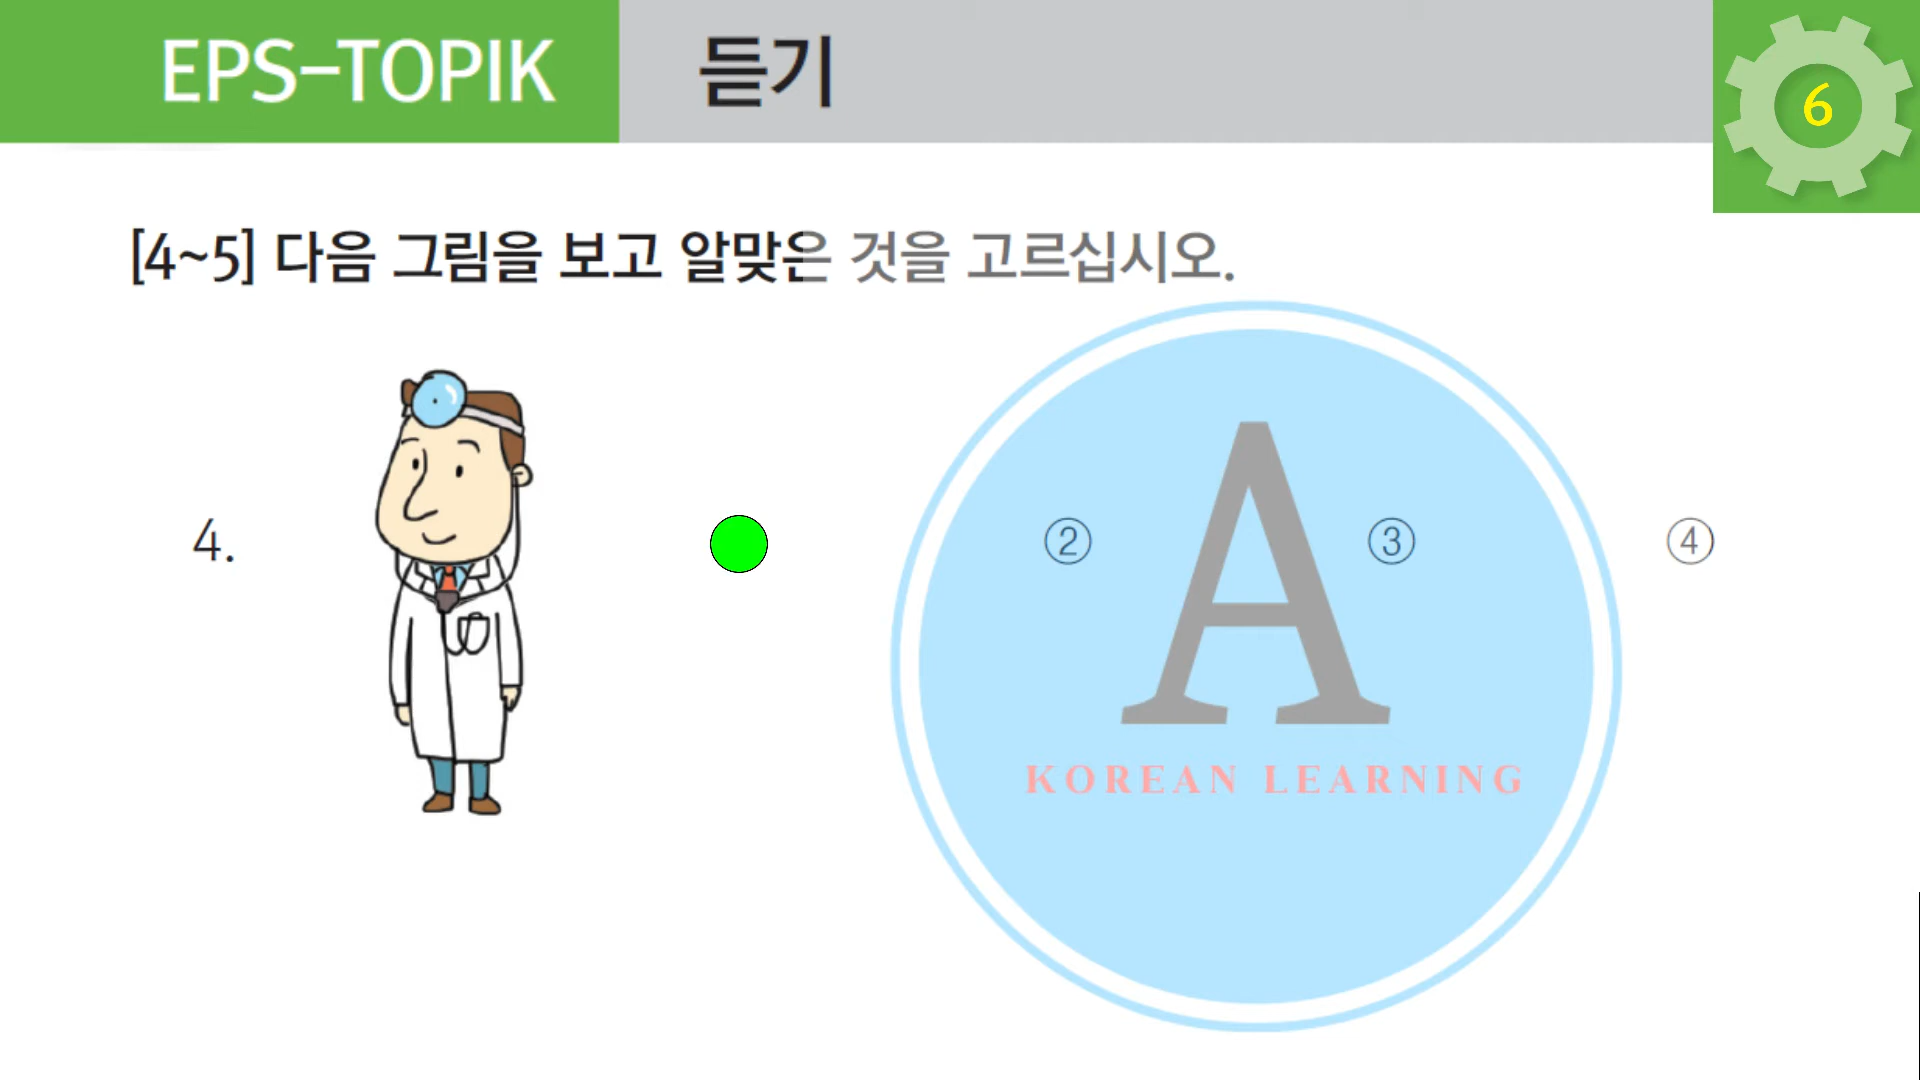 EPS-TOPIK 듣기
6
[4~5] 다음 그림을 보고 알맞은 것을 고르십시오.
4. ② ③ ④
A
KOREAN LEARNING